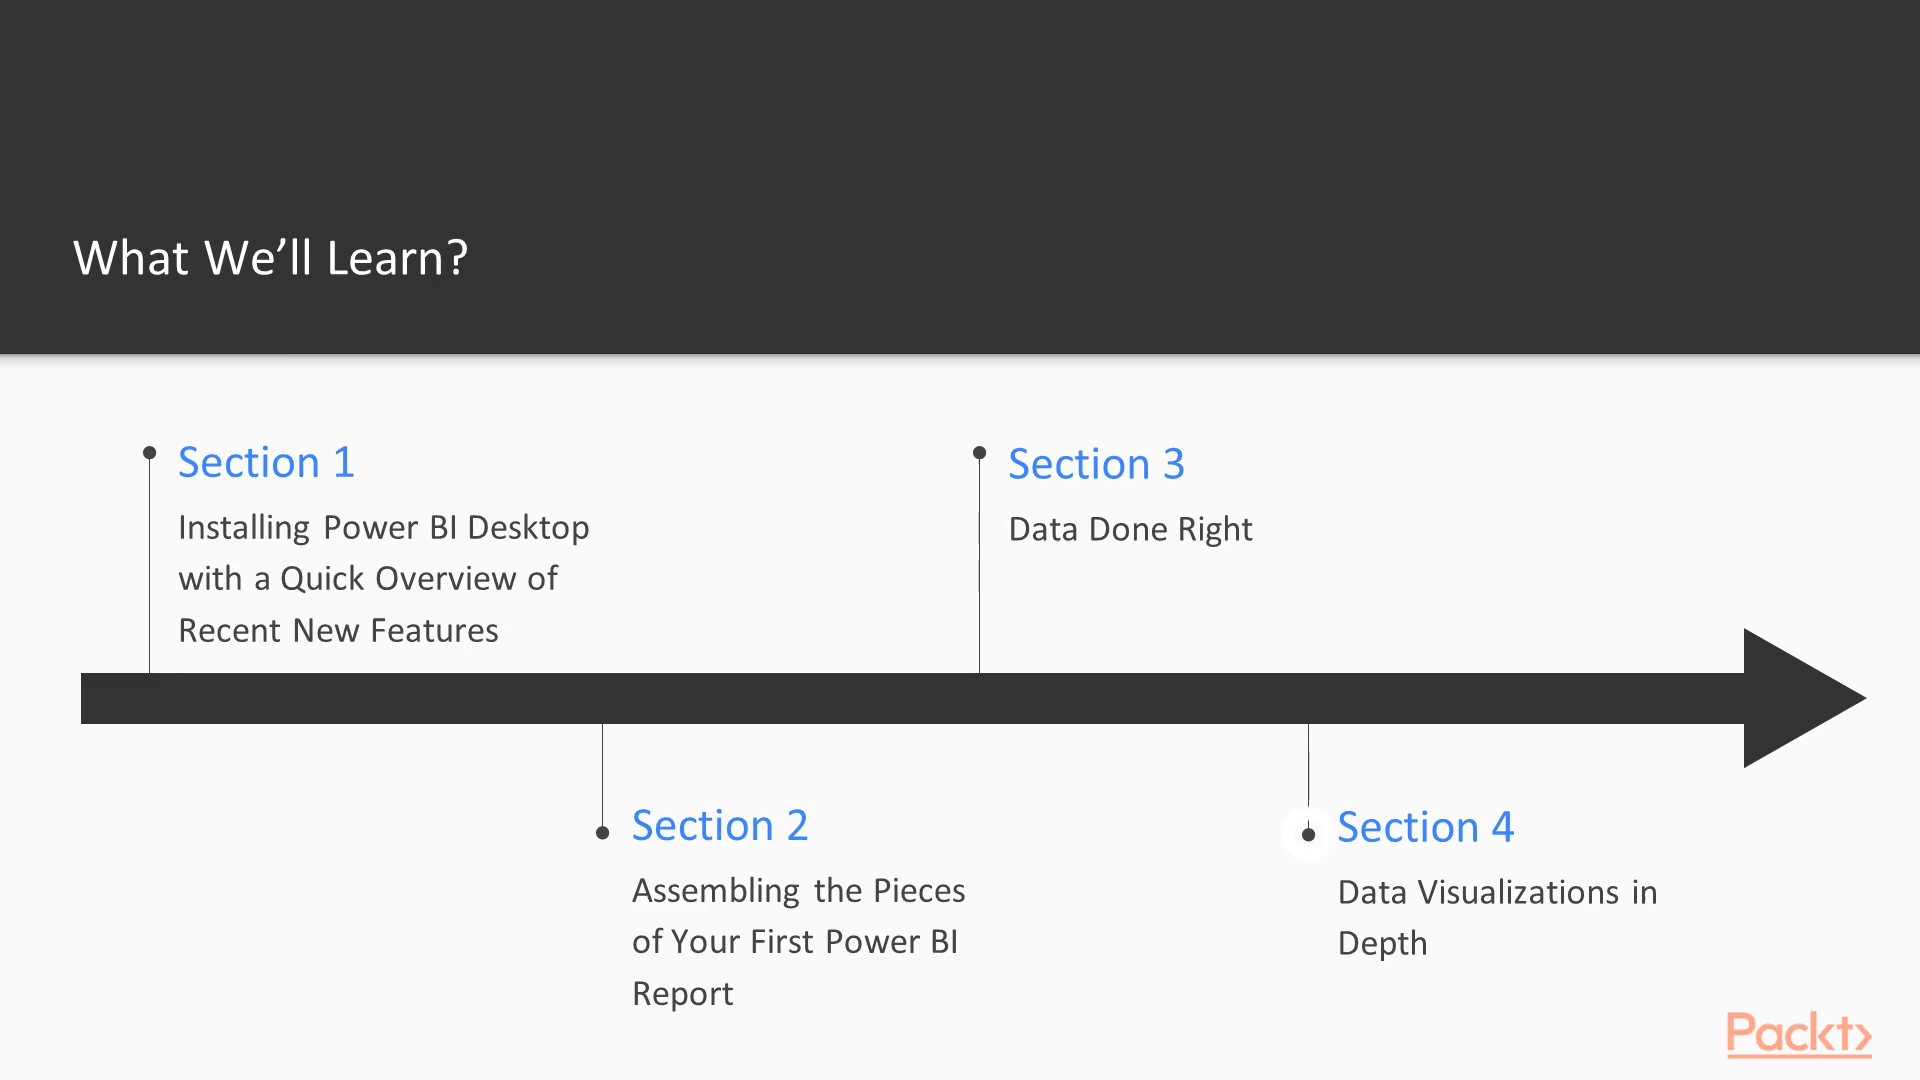 What We’ll Learn?
Section 1
Installing Power BI Desktop
with a Quick Overview of
Recent New Features
Section 2
Assembling the Pieces
of Your First Power BI
Report
Section 3
Data Done Right
Section 4
Data Visualizations in
Depth
Packt>